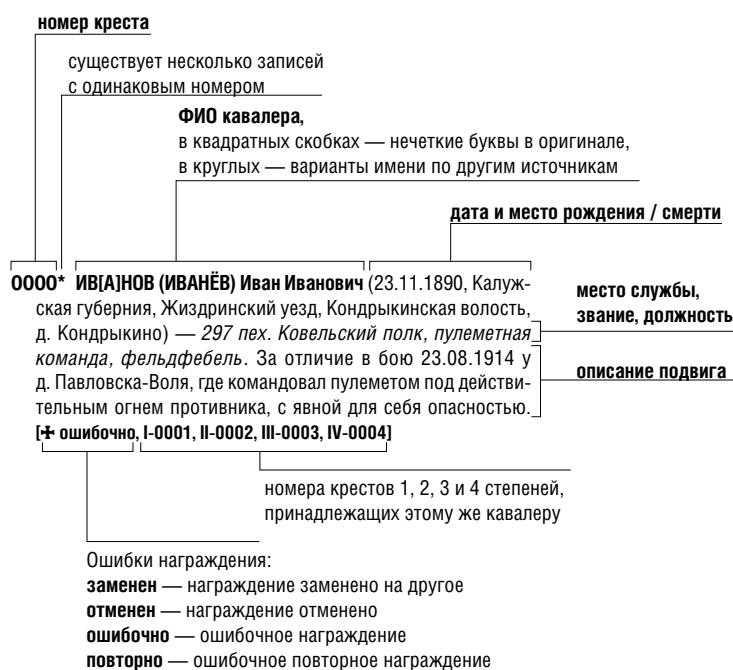 номер креста
существует несколько записей
с одинаковым номером
ФИО кавалера,
в квадратных скобках — нечеткие буквы в оригинале,
в круглых — варианты имени по другим источникам
дата и место рождения / смерти
0000* ИВ[А]НОВ (ИВАНЁВ) Иван Иванович (23.11.1890, Калуж-
ская губерния, Жиздринский уезд, Кондрыкинская волость,
д. Кондрыкино) — 297 пех. Ковельский полк, пулеметная
команда, фельдфебель. За отличие в бою 23.08.1914 у
д. Павловска-Воля, где командовал пулеметом под действи-
тельным огнем противника, с явной для себя опасностью.
[✠ ошибочно, I-0001, II-0002, III-0003, IV-0004]
место службы,
звание, должность
описание подвига
номера крестов 1, 2, 3 и 4 степеней,
принадлежащих этому же кавалеру
Ошибки награждения:
заменен — награждение заменено на другое
отменен — награждение отменено
ошибочно — ошибочное награждение
повторно — ошибочное повторное награждение